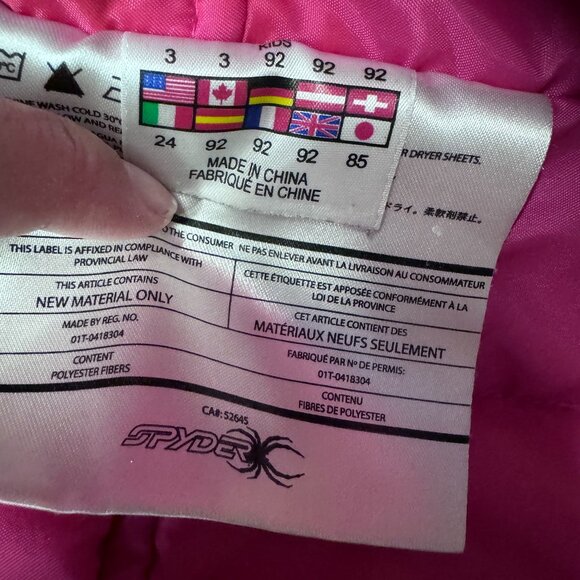 KIDS
3 3 92 92 92
24 92 92 92 85
MADE IN CHINA
FABRIQUÉ EN CHINE
WASH COLD 30°
R DRYER SHEETS.
ドライ。柔軟剤禁止。
O THE CONSUMER
NE PAS ENLEVER AVANT LA LIVRAISON AU CONSOMMATEUR
THIS LABEL IS AFFIXED IN COMPLIANCE WITH
PROVINCIAL LAW
CETTE ÉTIQUETTE EST APPOSÉE CONFORMÉMENT À LA
LOI DE LA PROVINCE
THIS ARTICLE CONTAINS
NEW MATERIAL ONLY
CET ARTICLE CONTIENT DES
MATÉRIAUX NEUFS SEULEMENT
MADE BY REG. NO.
01T-0418304
FABRIQUÉ PAR Nº DE PERMIS:
01T-0418304
CONTENT
POLYESTER FIBERS
CONTENU
FIBRES DE POLYESTER
CA#: 52645
SPYDER